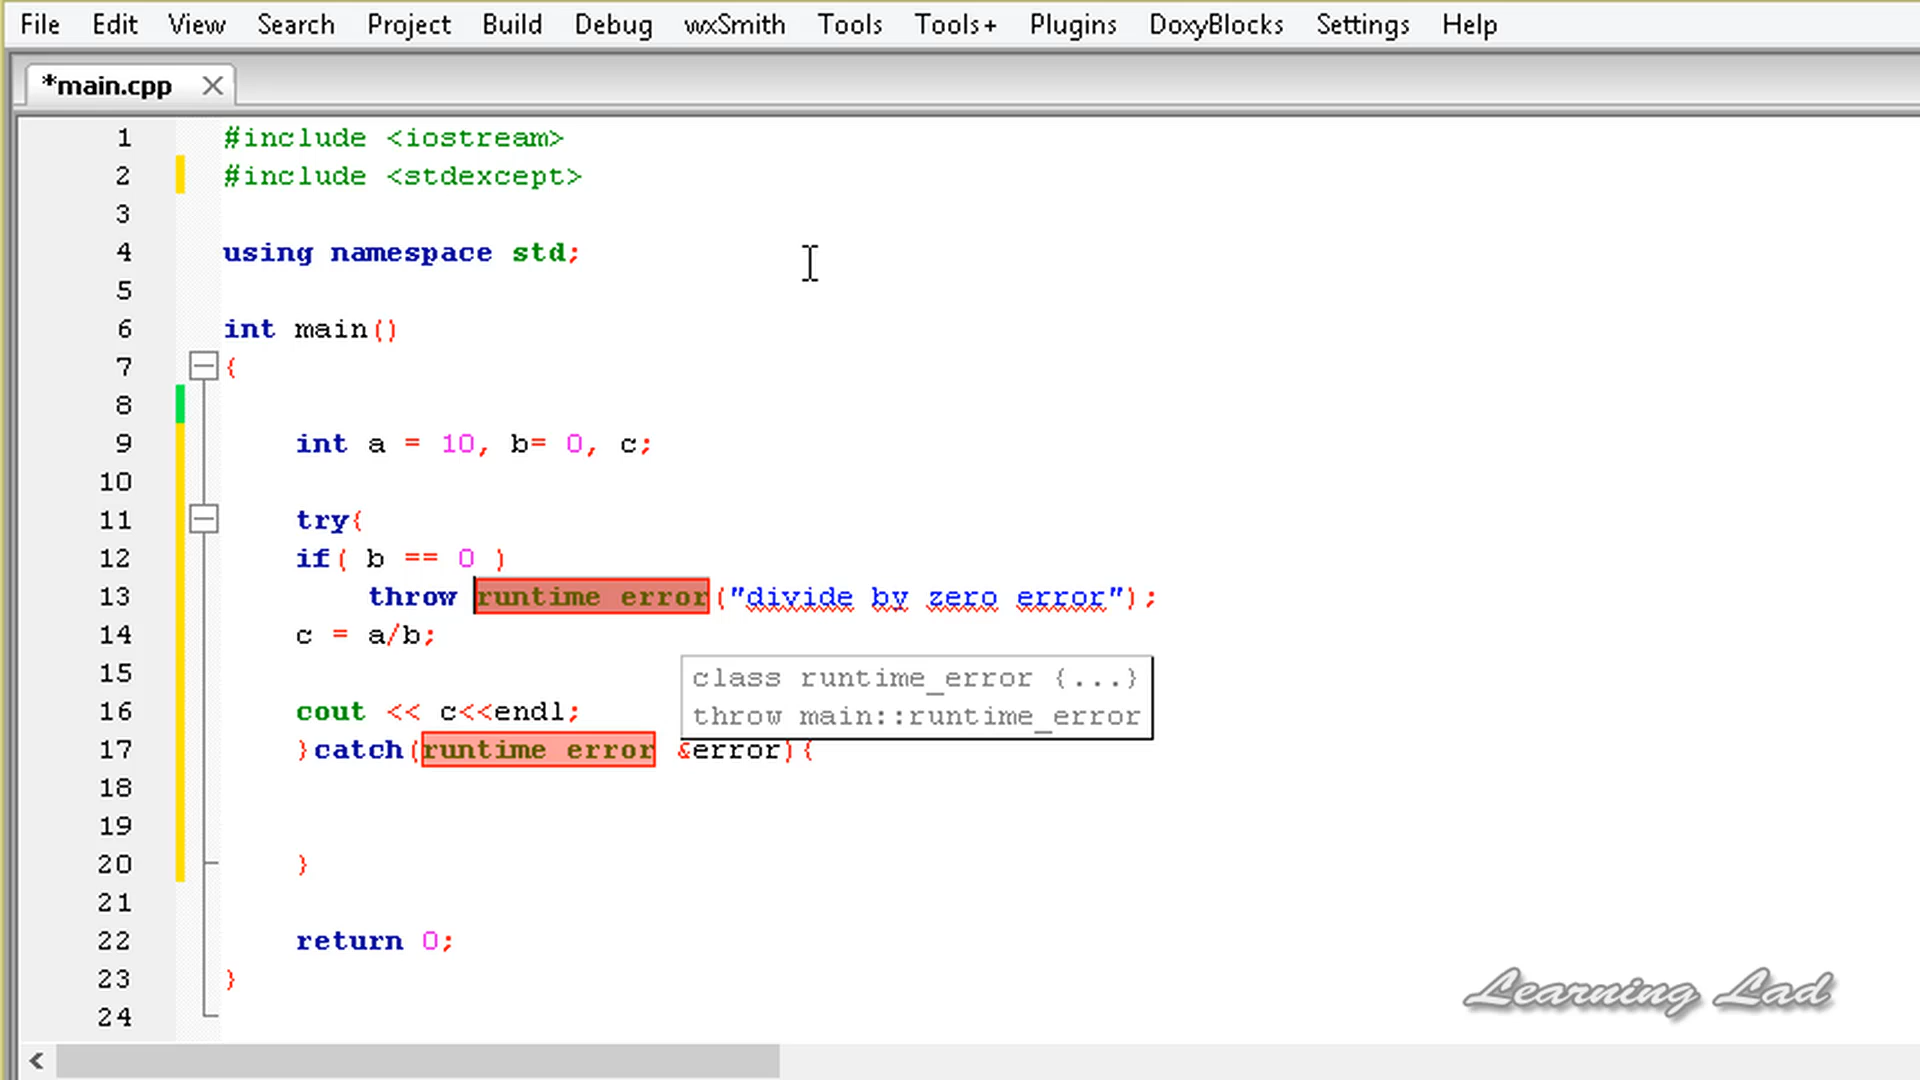 File Edit View Search Project Build Debug wxSmith Tools Tools+ Plugins DoxyBlocks Settings Help
*main.cpp
1 #include <iostream>
2 #include <stdexcept>
3
4 using namespace std;
5
6 int main()
7 {
8
9 int a = 10, b= 0, c;
10
11 try{
12 if( b == 0 )
13 throw runtime_error("divide by zero error");
14 c = a/b;
15
class runtime_error {...}
throw main::runtime_error
16 cout << c<<endl;
17 }catch(runtime_error &error){
18
19
20 }
21
22 return 0;
23 }
24
Learning Lad